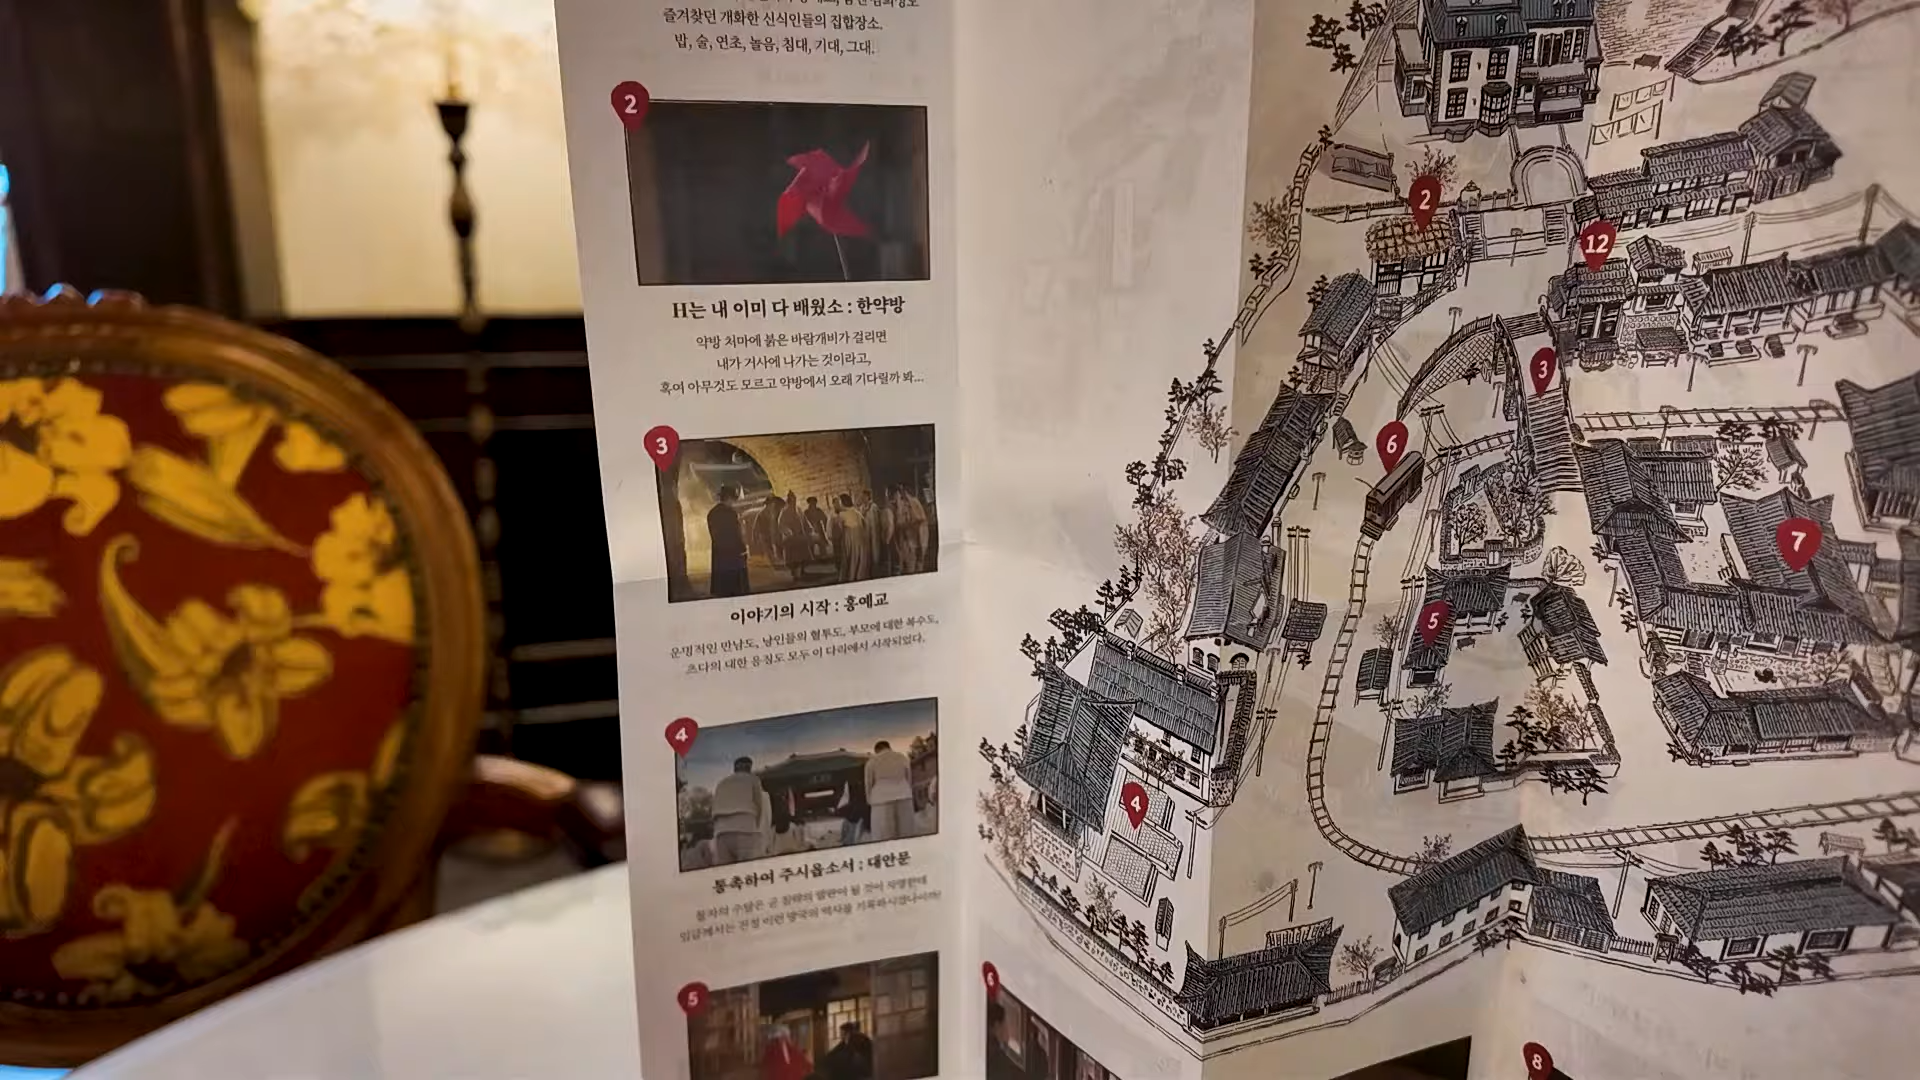 즐겨찾던 개화한 신식인들의 집합장소.
밥, 술, 연초, 놀음, 침대, 기대, 그대.
2
H는 내 이미 다 배웠소 : 한약방
약방 처마에 붉은 바람개비가 걸리면
내가 거사에 나가는 것이라고,
혹여 아무것도 모르고 약방에서 오래 기다릴까 봐...
3
이야기의 시작 : 홍예교
운명적인 만남도, 낭인들의 혈투도, 부모에 대한 복수도,
츠다의 대한 응징도 모두 이 다리에서 시작되었다.
4
통촉하여 주시옵소서 : 대안문
5
6
8
2
12
3
6
7
5
4